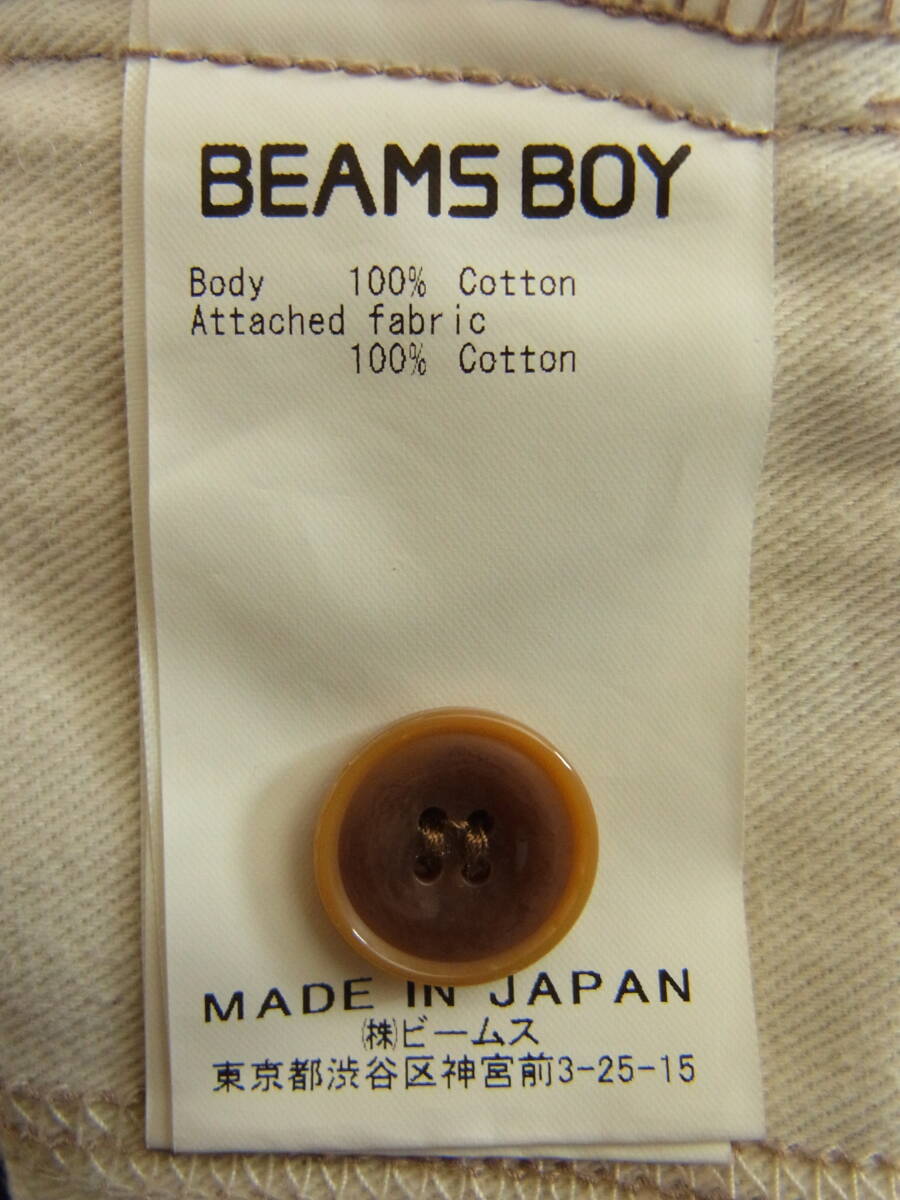 BEAMS BOY
Body 100% Cotton
Attached fabric
100% Cotton
MADE IN JAPAN
㈱ビームス
東京都渋谷区神宮前3-25-15